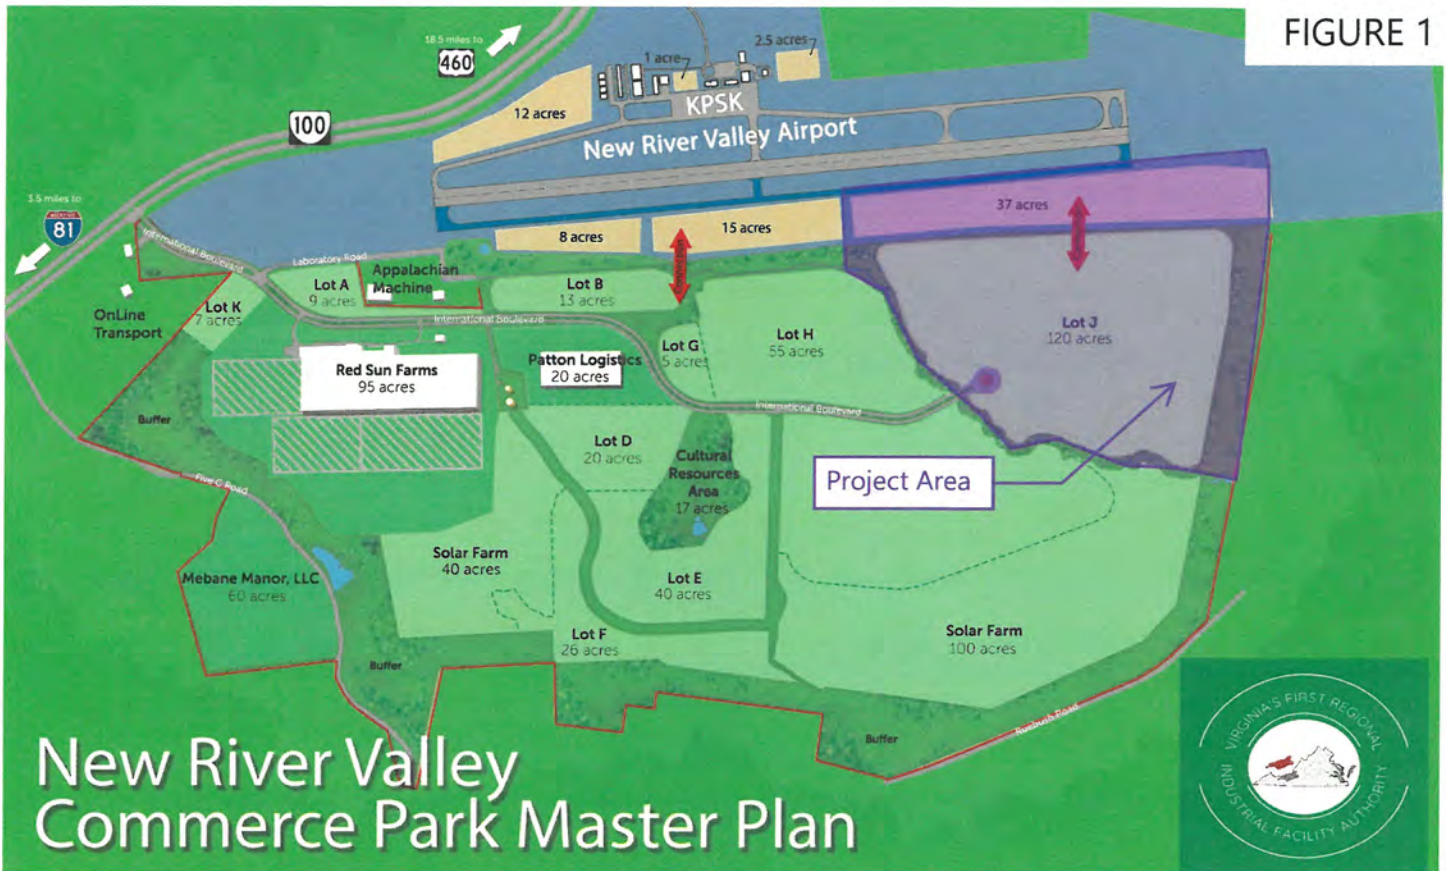 FIGURE 1
18.5 miles to
460
1 acre
2.5 acres
12 acres
KPSK
New River Valley Airport
100
5.5 miles to
81
37 acres
8 acres
15 acres
International Boulevard
Laboratory Road
Appalachian
Machine
Lot A
9 acres
Lot B
13 acres
Connection
Lot J
120 acres
Lot K
7 acres
OnLine
Transport
International Boulevard
Lot G
5 acres
Lot H
55 acres
Red Sun Farms
95 acres
Patton Logistics
20 acres
International Boulevard
Buffer
Lot D
20 acres
Cultural
Resources
Area
17 acres
Project Area
Five C Road
Solar Farm
40 acres
Mebane Manor, LLC
60 acres
Lot E
40 acres
Lot F
26 acres
Solar Farm
100 acres
Buffer
Buffer
Ruebush Road
New River Valley
Commerce Park Master Plan
VIRGINIA'S FIRST REGIONAL
INDUSTRIAL FACILITY AUTHORITY